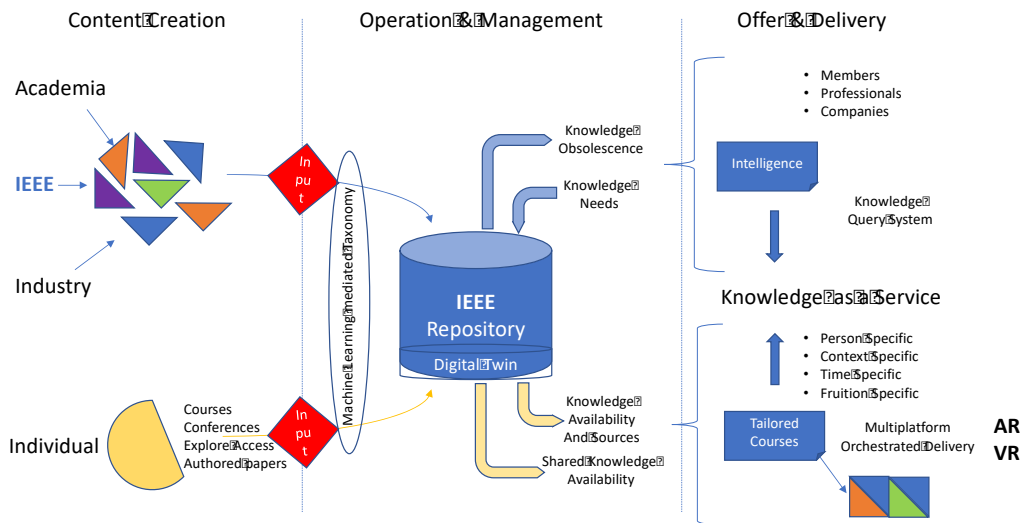 Content Creation
Operation & Management
Offer & Delivery
Academia
IEEE
Industry
In
pu
t
Machine Learning mediated Taxonomy
Knowledge
Obsolescence
Knowledge
Needs
IEEE
Repository
Digital Twin
Individual
Courses
Conferences
Explore Access
Authored papers
In
pu
t
Knowledge
Availability
And Sources
Shared Knowledge
Availability
• Members
• Professionals
• Companies
Intelligence
Knowledge
Query System
Knowledge as a Service
• Person Specific
• Context Specific
• Time Specific
• Fruition Specific
Tailored
Courses
Multiplatform
Orchestrated Delivery
AR
VR